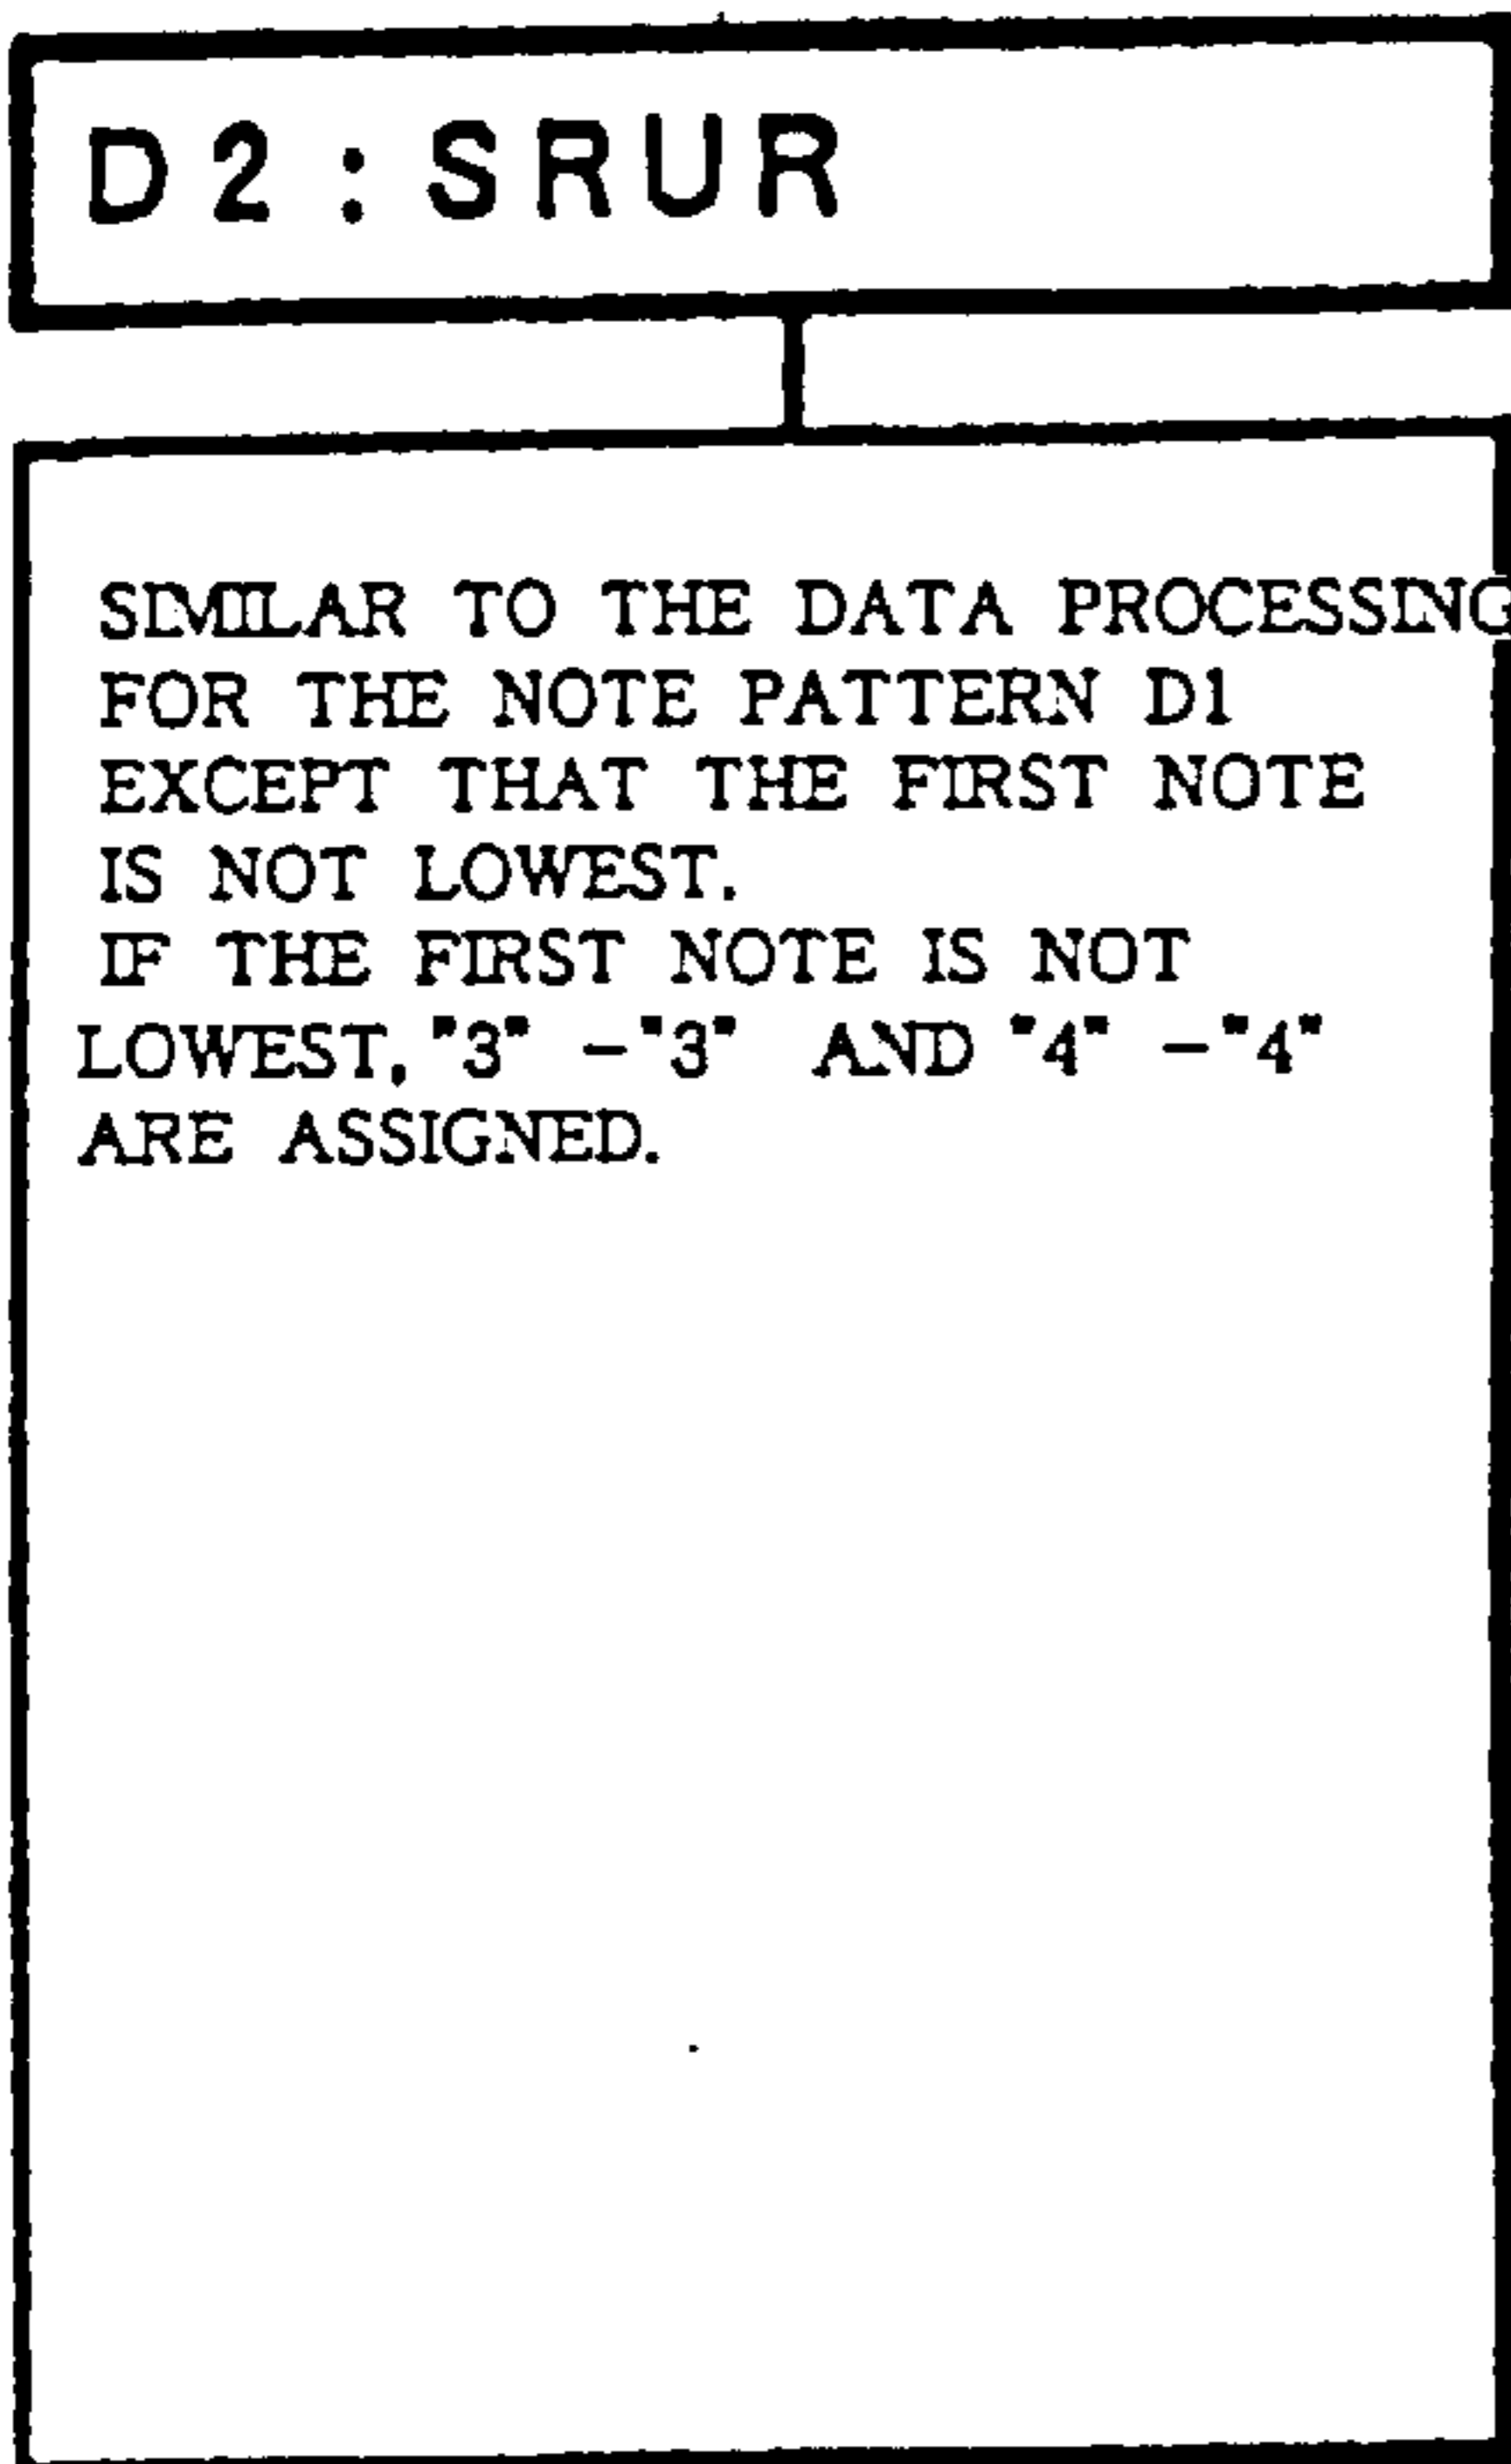 D2:SRUR
SIMILAR TO THE DATA PROCESSING
FOR THE NOTE PATTERN D1
EXCEPT THAT THE FIRST NOTE
IS NOT LOWEST.
IF THE FIRST NOTE IS NOT
LOWEST, "3" - "3" AND "4" - "4"
ARE ASSIGNED.